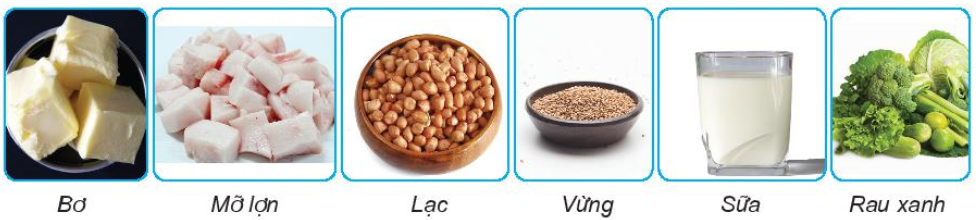 Bơ
Mỡ lợn
Lạc
Vừng
Sữa
Rau xanh